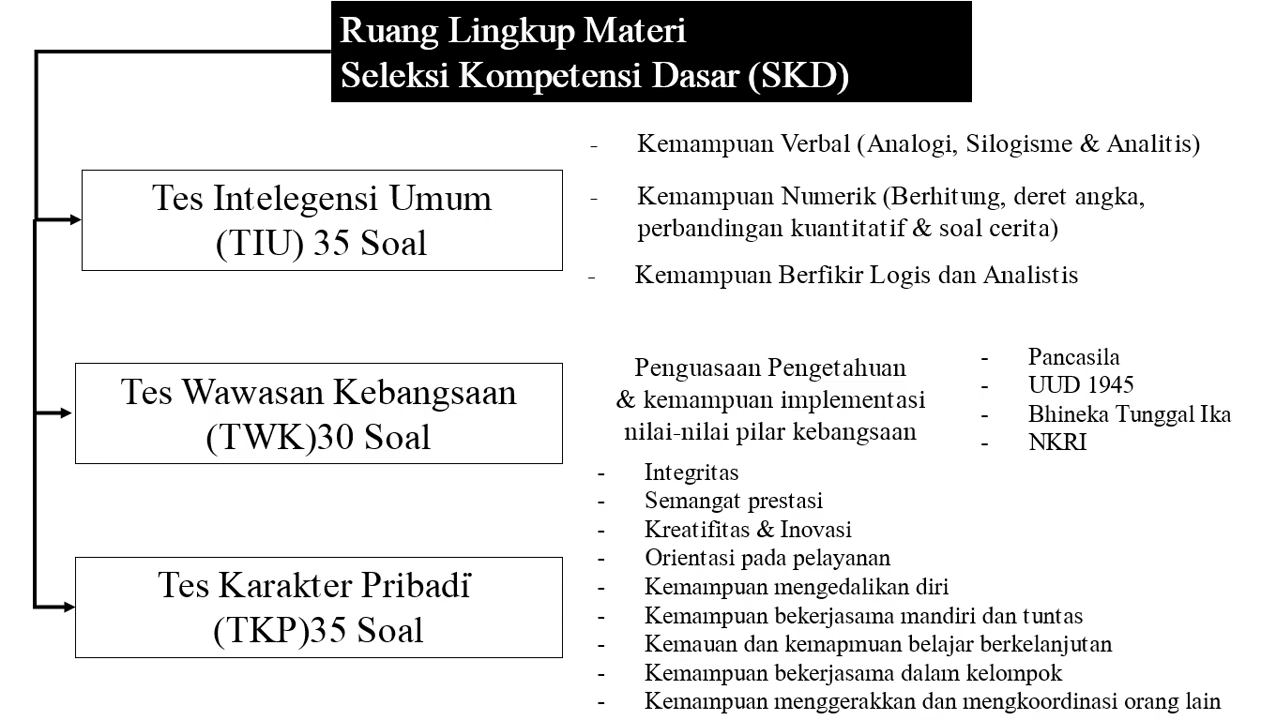 Ruang Lingkup Materi
Seleksi Kompetensi Dasar (SKD)
Tes Intelegensi Umum
(TIU) 35 Soal
- Kemampuan Verbal (Analogi, Silogisme & Analitis)
- Kemampuan Numerik (Berhitung, deret angka,
perbandingan kuantitatif & soal cerita)
- Kemampuan Berfikir Logis dan Analistis
Tes Wawasan Kebangsaan
(TWK)30 Soal
Penguasaan Pengetahuan
& kemampuan implementasi
nilai-nilai pilar kebangsaan
- Pancasila
- UUD 1945
- Bhineka Tunggal Ika
- NKRI
Tes Karakter Pribadï
(TKP)35 Soal
- Integritas
- Semangat prestasi
- Kreatifitas & Inovasi
- Orientasi pada pelayanan
- Kemampuan mengedalikan diri
- Kemampuan bekerjasama mandiri dan tuntas
- Kemauan dan kemapmuan belajar berkelanjutan
- Kemampuan bekerjasama dalam kelompok
- Kemampuan menggerakkan dan mengkoordinasi orang lain